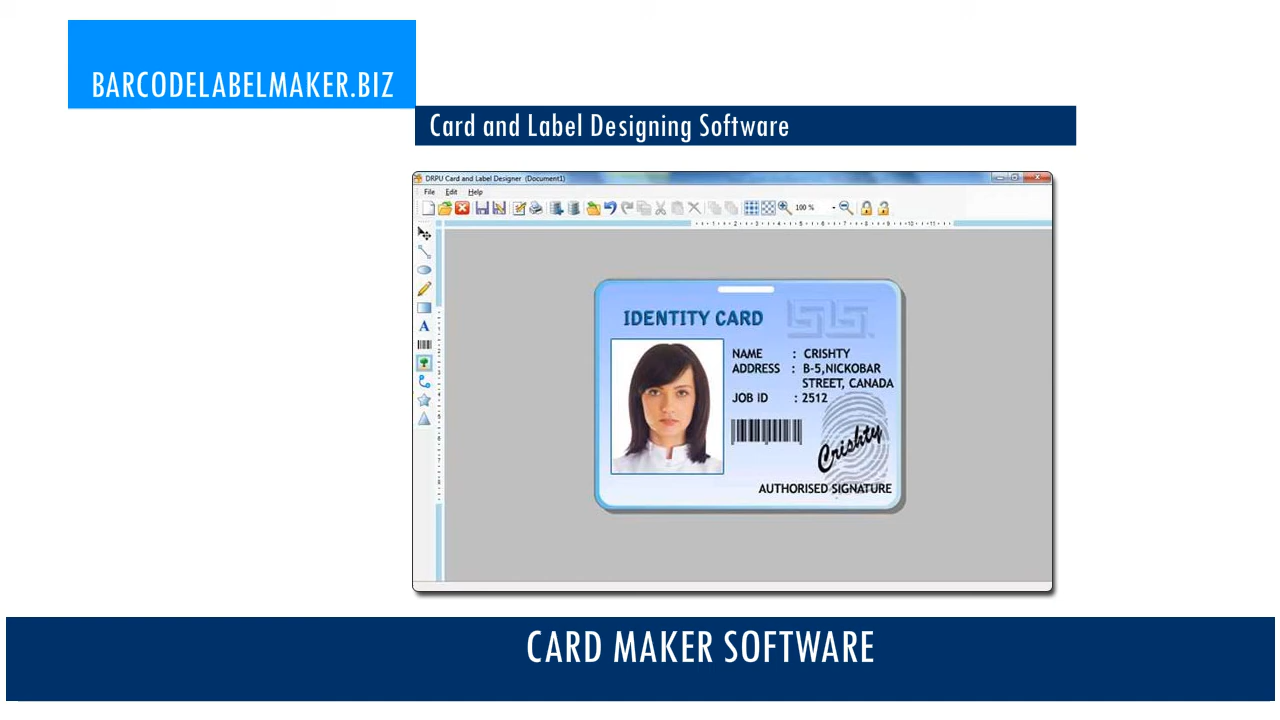 BARCODELABELMAKER.BIZ
Card and Label Designing Software
DRPU Card and Label Designer (Document1)
File Edit Help
100 %
IDENTITY CARD
NAME : CRISHTY
ADDRESS : B-5,NICKOBAR
STREET, CANADA
JOB ID : 2512
Crishty
AUTHORISED SIGNATURE
CARD MAKER SOFTWARE